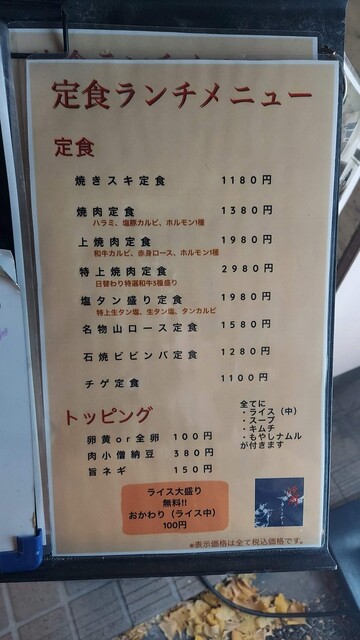 定食ランチメニュー
定食
焼きスキ定食 1180円
焼肉定食 1380円
ハラミ、塩豚カルビ、ホルモン1種
上焼肉定食 1980円
和牛カルビ、赤身ロース、ホルモン1種
特上焼肉定食 2980円
日替わり特選和牛3種盛り
塩タン盛り定食 1980円
特上生タン塩、生タン塩、タンカルビ
名物山ロース定食 1580円
石焼ビビンバ定食 1280円
チゲ定食 1100円
トッピング
卵黄or全卵 100円
肉小僧納豆 380円
旨ネギ 150円
全てに
・ライス（中）
・スープ
・キムチ
・もやしナムル
が付きます
ライス大盛り
無料!!
おかわり（ライス中）
100円
*表示価格は全て税込価格です。